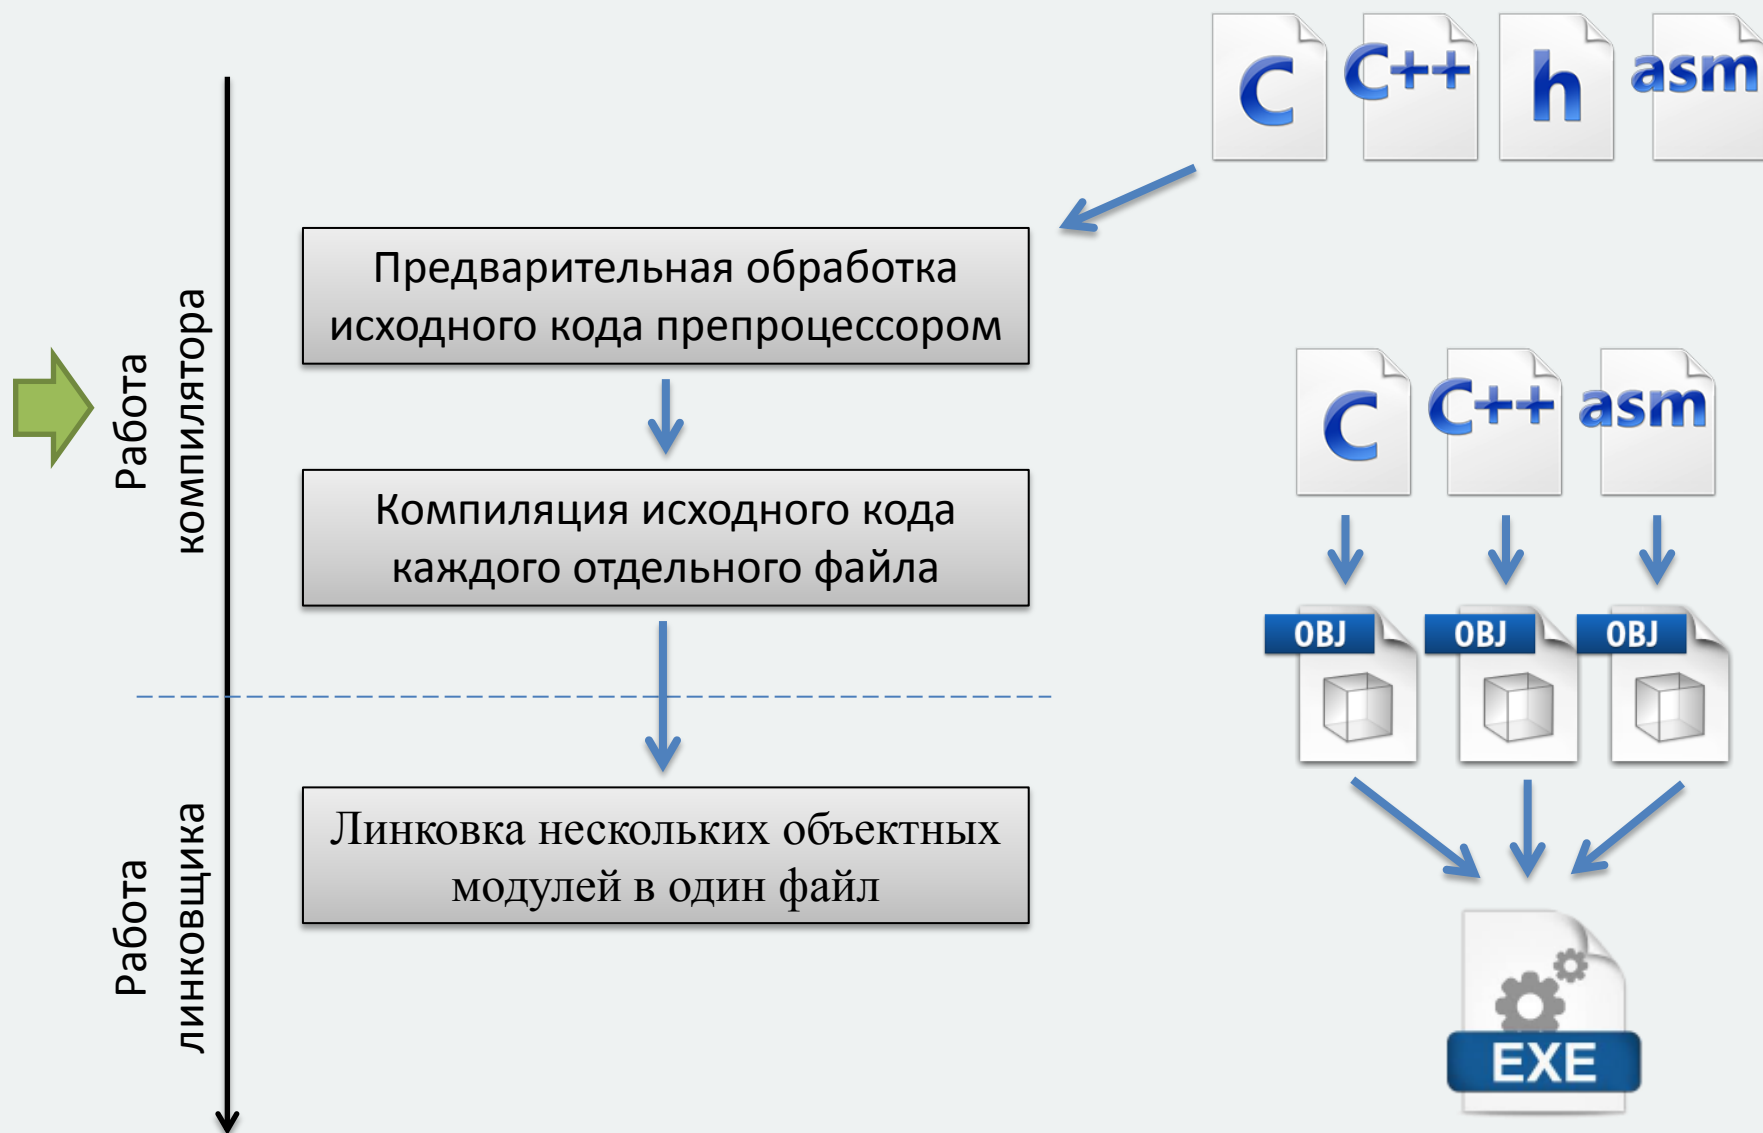 C
C++
h
asm
Предварительная обработка
исходного кода препроцессором
Работа
компилятора
C
C++
asm
Компиляция исходного кода
каждого отдельного файла
OBJ
OBJ
OBJ
Линковка нескольких объектных
модулей в один файл
Работа
линковщика
EXE